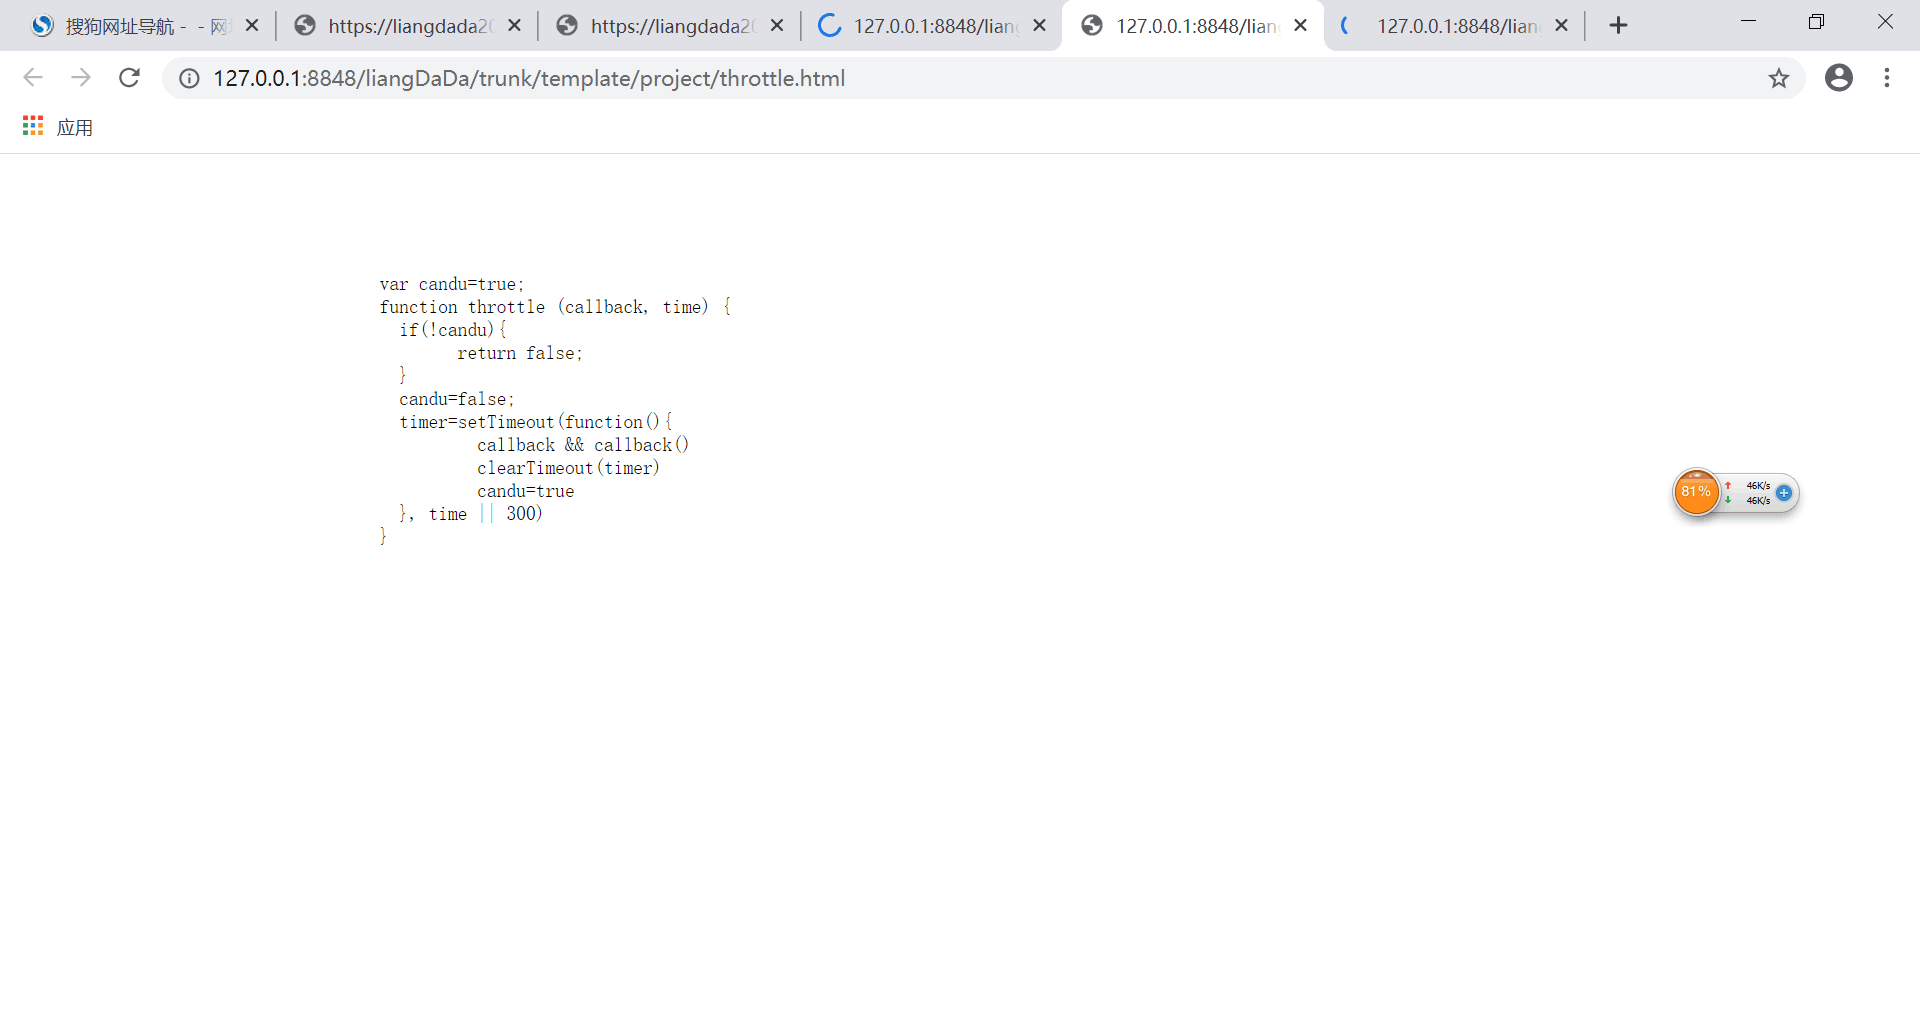 搜狗网址导航 - - 网
https://liangdada20
https://liangdada20
127.0.0.1:8848/liang
127.0.0.1:8848/lian
127.0.0.1:8848/lian
127.0.0.1:8848/liangDaDa/trunk/template/project/throttle.html
应用
var candu=true;
function throttle (callback, time) {
if(!candu){
return false;
}
candu=false;
timer=setTimeout(function(){
callback && callback()
clearTimeout(timer)
candu=true
}, time || 300)
}
81%
46K/s
46K/s